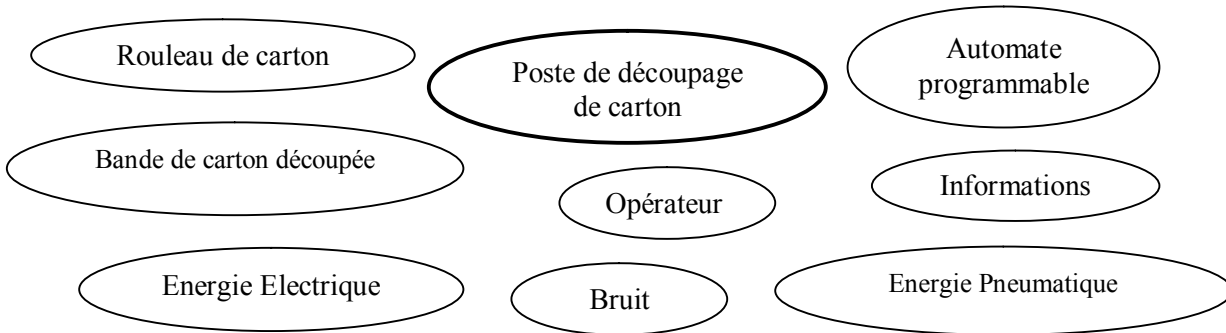 Rouleau de carton
Poste de découpage
de carton
Automate
programmable
Bande de carton découpée
Opérateur
Informations
Energie Electrique
Bruit
Energie Pneumatique